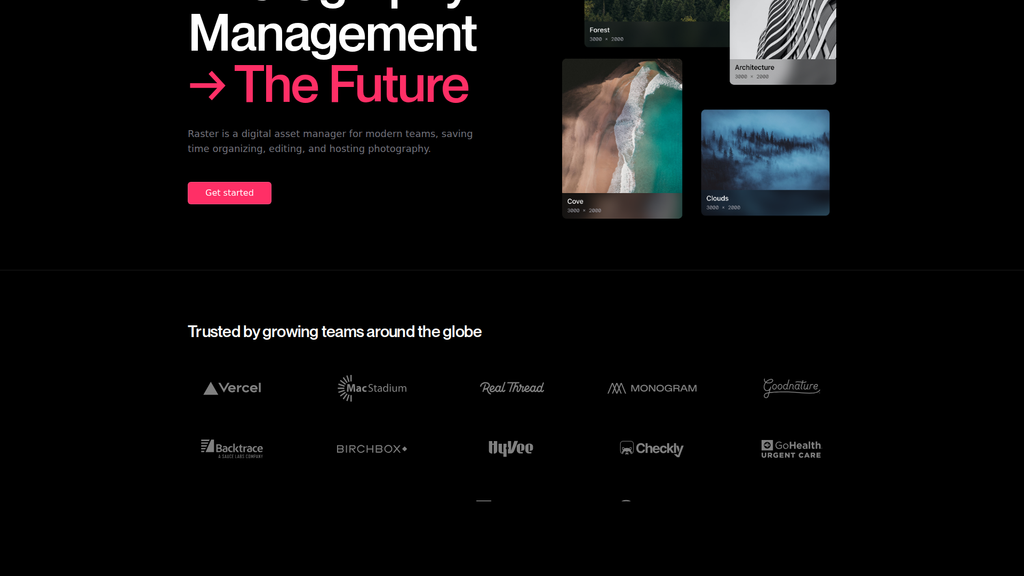 Management
→ The Future
Raster is a digital asset manager for modern teams, saving
time organizing, editing, and hosting photography.
Get started
Forest
3000 × 3000
Architecture
3000 × 2000
Cove
3000 × 2000
Clouds
3000 × 2000
Trusted by growing teams around the globe
Vercel
MacStadium
Real Thread
MONOGRAM
Goodnature
Backtrace
A SAUCE LABS COMPANY
BIRCHBOX
HyVee
Checkly
GoHealth
URGENT CARE